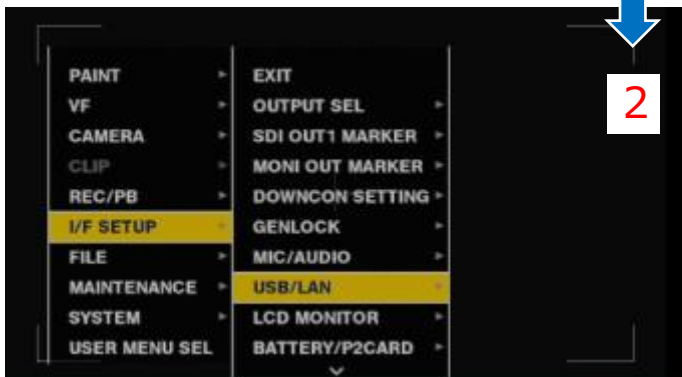 2
PAINT EXIT
VF OUTPUT SEL
CAMERA SDI OUT1 MARKER
CLIP MONI OUT MARKER
REC/PB DOWNCON SETTING
I/F SETUP GENLOCK
FILE MIC/AUDIO
MAINTENANCE USB/LAN
SYSTEM LCD MONITOR
USER MENU SEL BATTERY/P2CARD